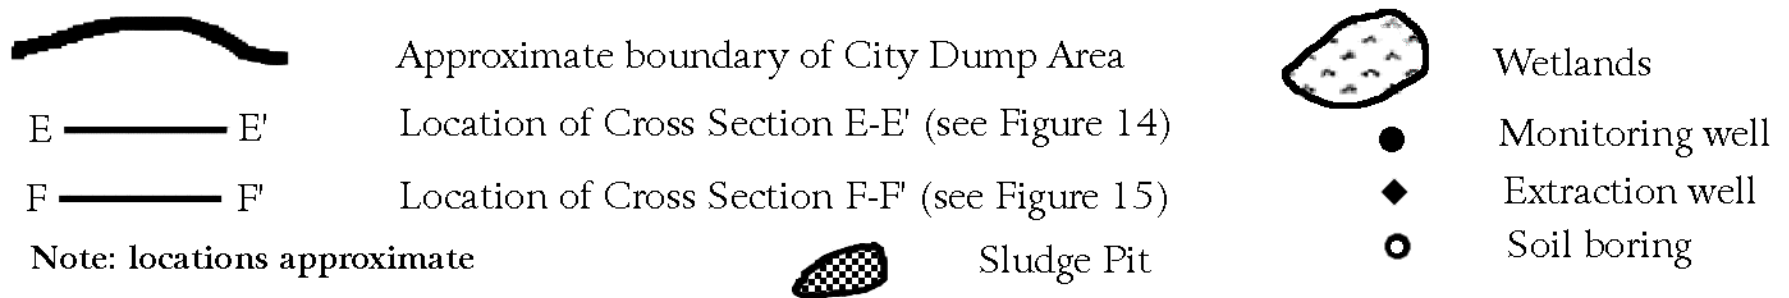 Approximate boundary of City Dump Area
E E' Location of Cross Section E-E' (see Figure 14)
F F' Location of Cross Section F-F' (see Figure 15)
Note: locations approximate
Sludge Pit
Wetlands
Monitoring well
Extraction well
Soil boring